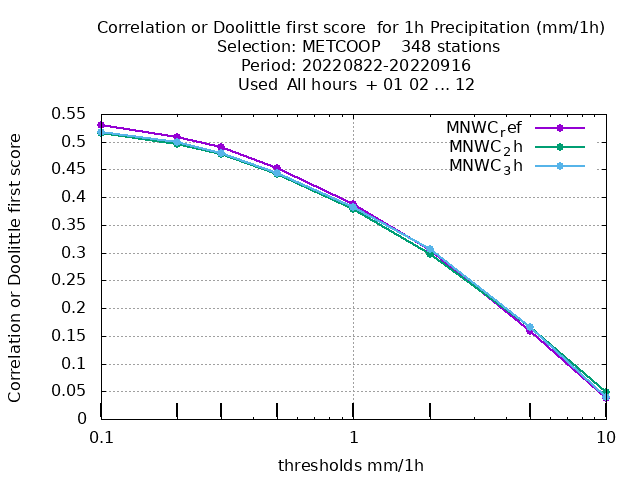 Correlation or Doolittle first score  for 1h Precipitation (mm/1h)
Selection: METCOOP    348 stations
Period: 20220822-20220916
Used  All hours  + 01 02 ... 12
Correlation or Doolittle first score
0.55
0.5
0.45
0.4
0.35
0.3
0.25
0.2
0.15
0.1
0.05
0
MNWC_ref
MNWC_2h
MNWC_3h
0.1
1
10
thresholds mm/1h